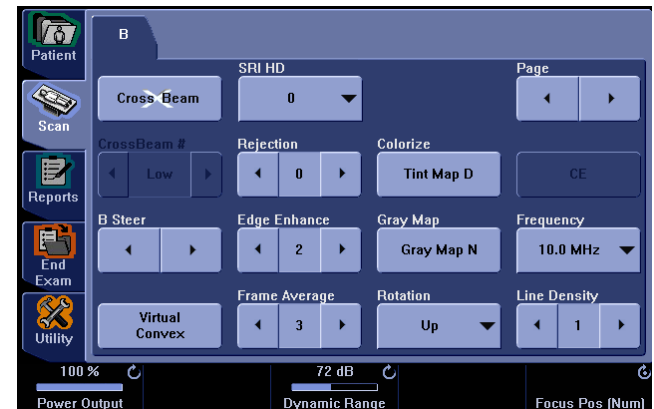 Patient
Scan
Reports
End
Exam
Utility
B
SRI HD
Page
Cross Beam
0
CrossBeam #
Rejection
Colorize
Low
0
Tint Map D
CE
B Steer
Edge Enhance
Gray Map
Frequency
2
Gray Map N
10.0 MHz
Frame Average
Rotation
Line Density
Virtual
Convex
3
Up
1
100 %
72 dB
Power Output
Dynamic Range
Focus Pos (Num)